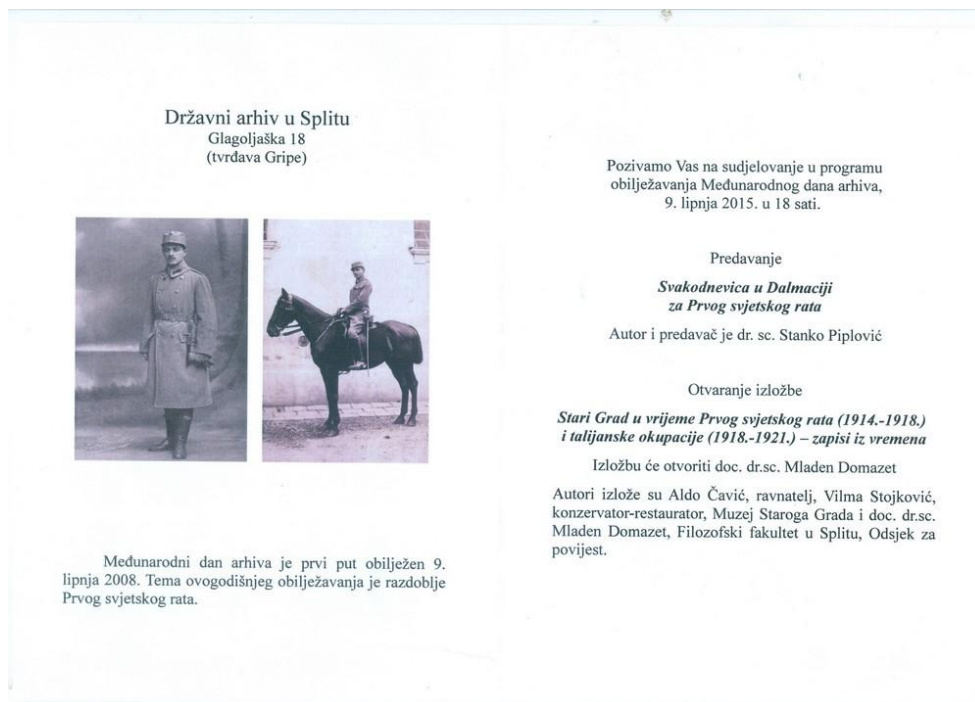 Državni arhiv u Splitu
Glagoljaška 18
(tvrđava Gripe)
Međunarodni dan arhiva je prvi put obilježen 9.
lipnja 2008. Tema ovogodišnjeg obilježavanja je razdoblje
Prvog svjetskog rata.
Pozivamo Vas na sudjelovanje u programu
obilježavanja Međunarodnog dana arhiva,
9. lipnja 2015. u 18 sati.
Predavanje
Svakodnevica u Dalmaciji
za Prvog svjetskog rata
Autor i predavač je dr. sc. Stanko Piplović
Otvaranje izložbe
Stari Grad u vrijeme Prvog svjetskog rata (1914.-1918.)
i talijanske okupacije (1918.-1921.) – zapisi iz vremena
Izložbu će otvoriti doc. dr.sc. Mladen Domazet
Autori izlože su Aldo Čavić, ravnatelj, Vilma Stojković,
konzervator-restaurator, Muzej Staroga Grada i doc. dr.sc.
Mladen Domazet, Filozofski fakultet u Splitu, Odsjek za
povijest.